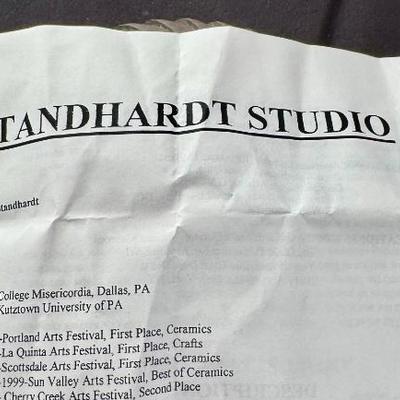 TANDHARDT STUDIO
tandhardt
College Misericordia, Dallas, PA
Kutztown University of PA
-Portland Arts Festival, First Place, Ceramics
-La Quinta Arts Festival, First Place, Crafts
-Scottsdale Arts Festival, First Place, Ceramics
-1999-Sun Valley Arts Festival, Best of Ceramics
- Cherry Creek Arts Festival, Second Place